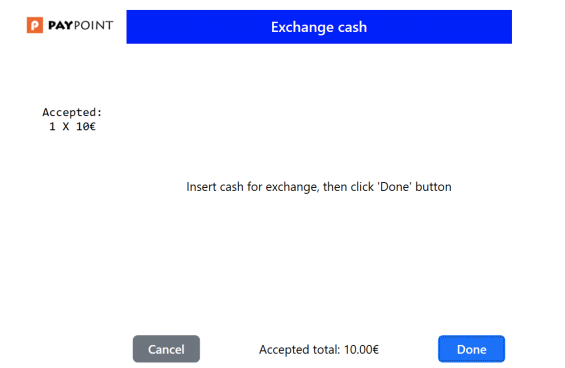 P PAYPOINT
Exchange cash
Accepted:
1 X 10€
Insert cash for exchange, then click 'Done' button
Cancel
Accepted total: 10.00€
Done